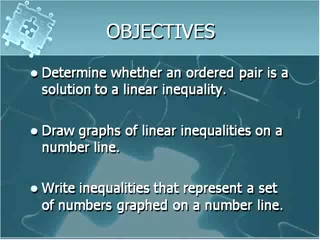 OBJECTIVES
Determine whether an ordered pair is a
solution to a linear inequality.
Draw graphs of linear inequalities on a
number line.
Write inequalities that represent a set
of numbers graphed on a number line.